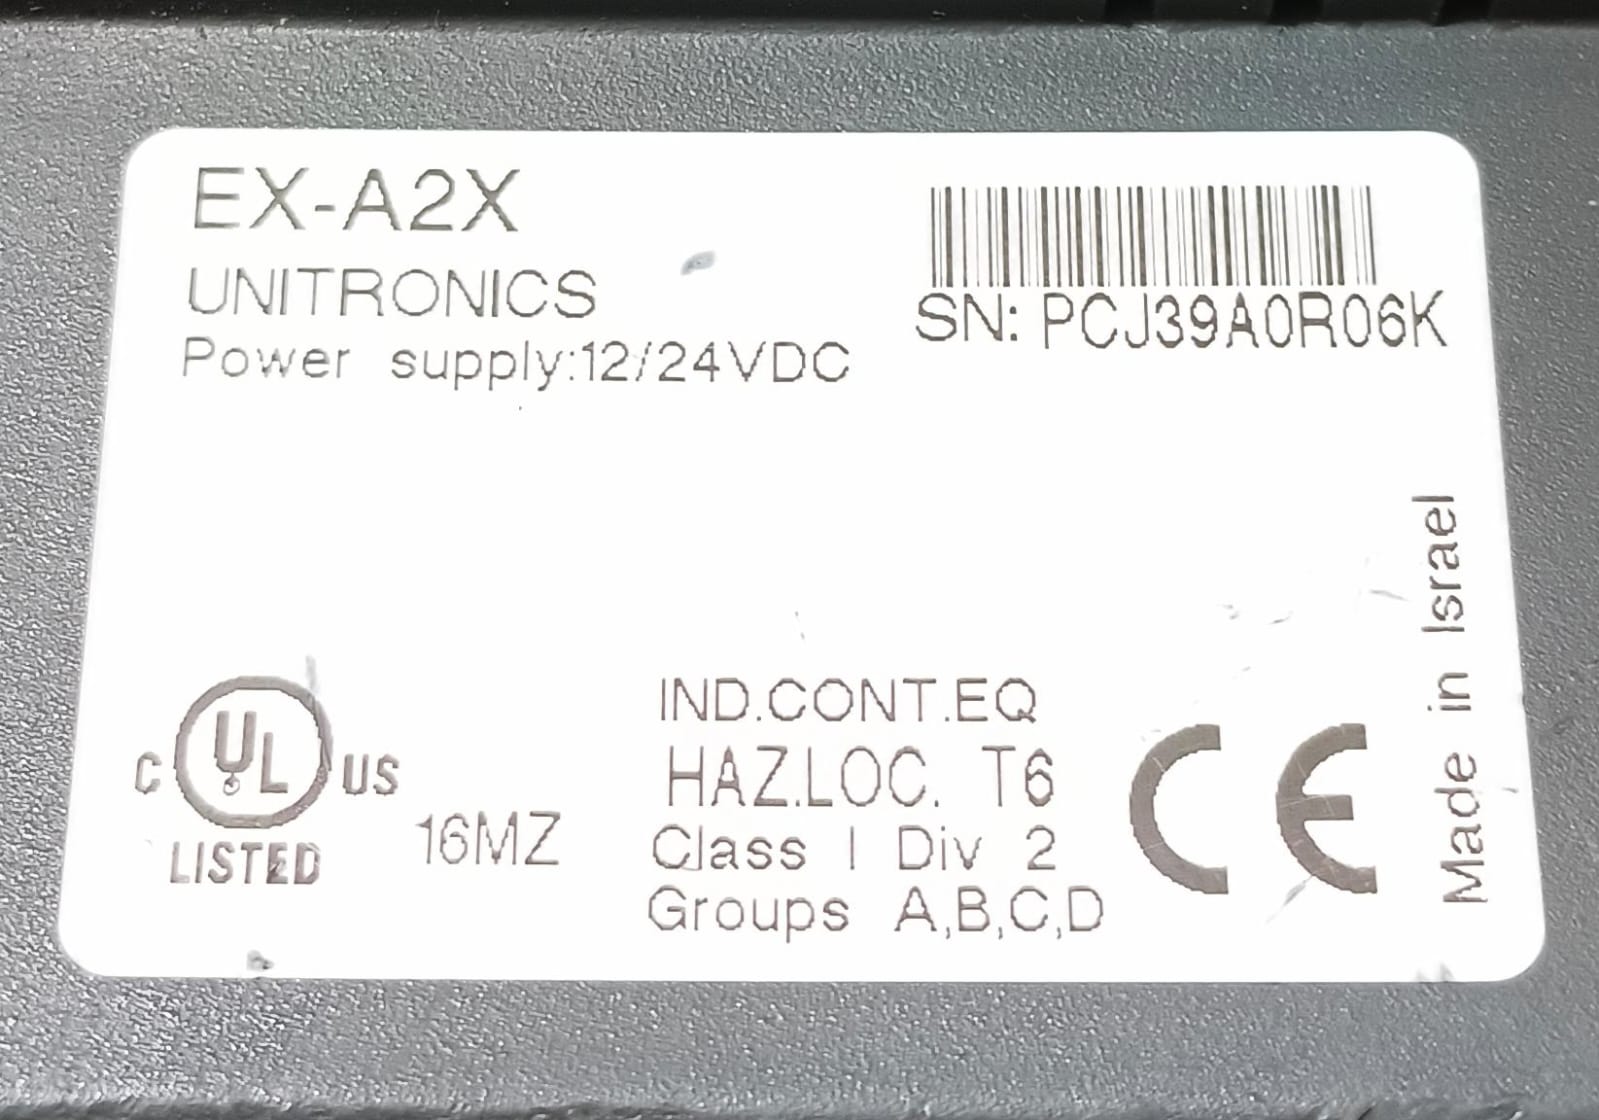 EX-A2X
UNITRONICS
Power supply:12/24VDC
SN: PCJ39A0R06K
C UL US
LISTED
16MZ
IND.CONT.EQ
HAZ.LOC. T6
Class I Div 2
Groups A,B,C,D
CE
Made in Israel